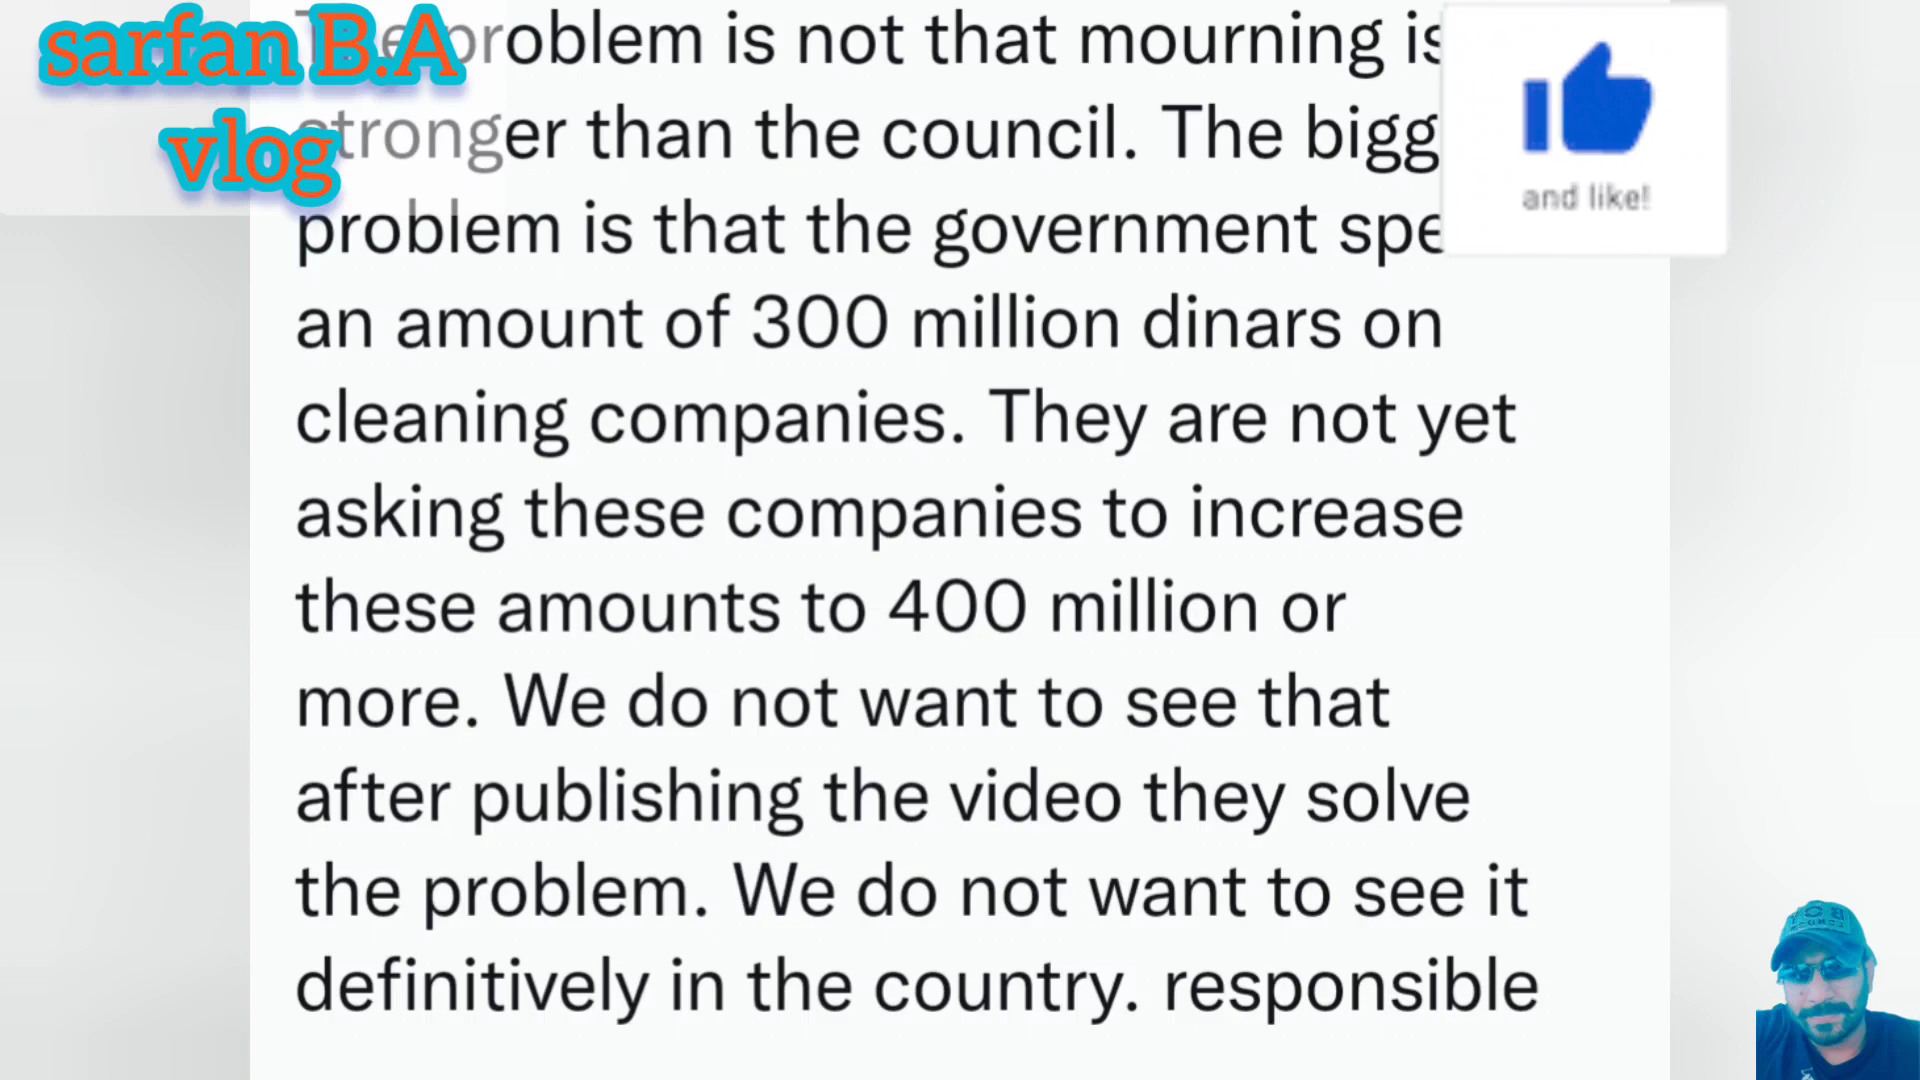 sarfan B.A
vlog
The problem is not that mourning is
stronger than the council. The bigg
problem is that the government spe
an amount of 300 million dinars on
cleaning companies. They are not yet
asking these companies to increase
these amounts to 400 million or
more. We do not want to see that
after publishing the video they solve
the problem. We do not want to see it
definitively in the country. responsible
and like!
BOY